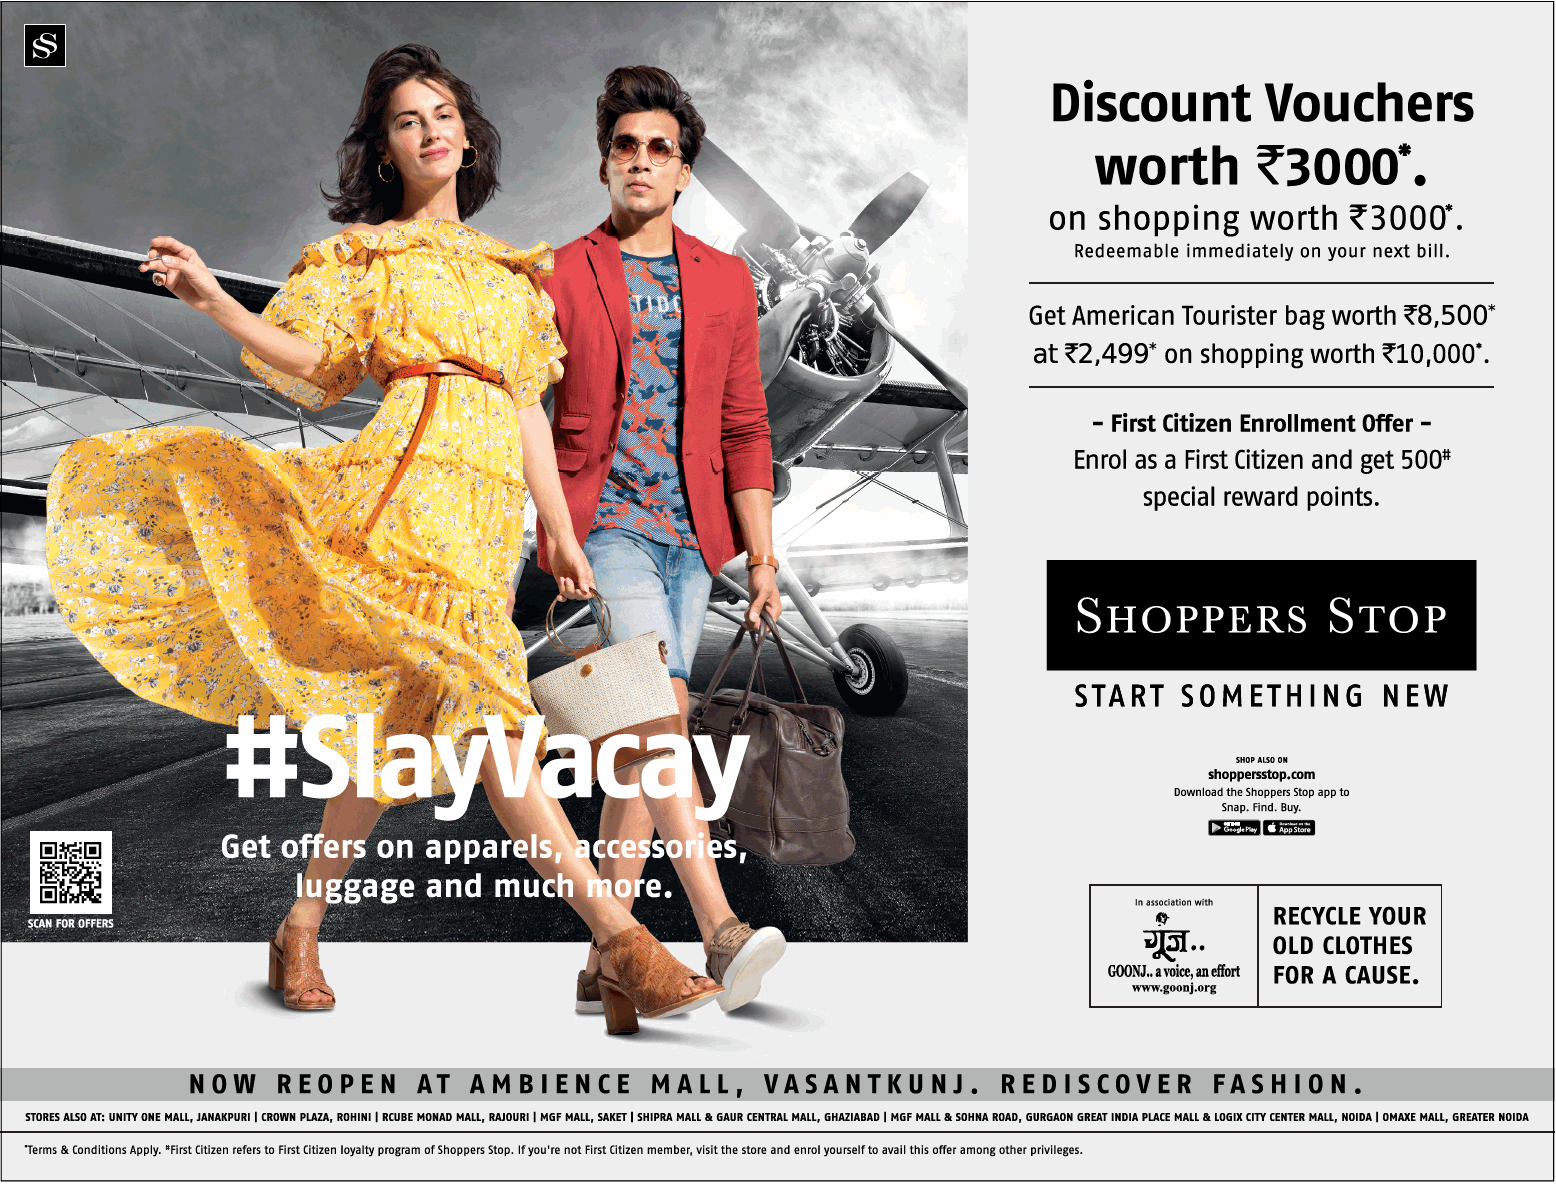 SS
Discount Vouchers
worth ₹3000*.
on shopping worth ₹3000*.
Redeemable immediately on your next bill.
Get American Tourister bag worth ₹8,500*
at ₹2,499* on shopping worth ₹10,000*.
- First Citizen Enrollment Offer -
Enrol as a First Citizen and get 500#
special reward points.
SHOPPERS STOP
START SOMETHING NEW
SHOP ALSO ON
shoppersstop.com
Download the Shoppers Stop app to
Snap. Find. Buy.
Google Play
Download on the
App Store
#SlayVacay
Get offers on apparels, accessories,
luggage and much more.
SCAN FOR OFFERS
In association with
गूंज..
GOONJ.. a voice, an effort
www.goonj.org
RECYCLE YOUR
OLD CLOTHES
FOR A CAUSE.
NOW REOPEN AT AMBIENCE MALL, VASANTKUNJ. REDISCOVER FASHION.
STORES ALSO AT: UNITY ONE MALL, JANAKPURI | CROWN PLAZA, ROHINI | RCUBE MONAD MALL, RAJOURI | MGF MALL, SAKET | SHIPRA MALL & GAUR CENTRAL MALL, GHAZIABAD | MGF MALL & SOHNA ROAD, GURGAON GREAT INDIA PLACE MALL & LOGIX CITY CENTER MALL, NOIDA | OMAXE MALL, GREATER NOIDA
*Terms & Conditions Apply. #First Citizen refers to First Citizen loyalty program of Shoppers Stop. If you're not First Citizen member, visit the store and enrol yourself to avail this offer among other privileges.